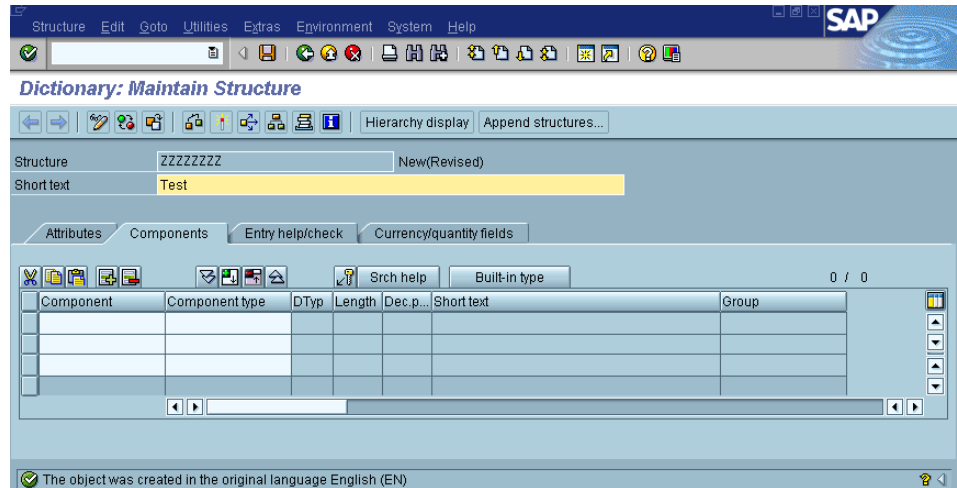 Structure Edit Goto Utilities Extras Environment System Help
SAP
Dictionary: Maintain Structure
Hierarchy display Append structures...
Structure ZZZZZZZZ New(Revised)
Short text Test
Attributes Components Entry help/check Currency/quantity fields
Srch help Built-in type 0 / 0
Component Component type DTyp Length Dec.p... Short text Group
The object was created in the original language English (EN)